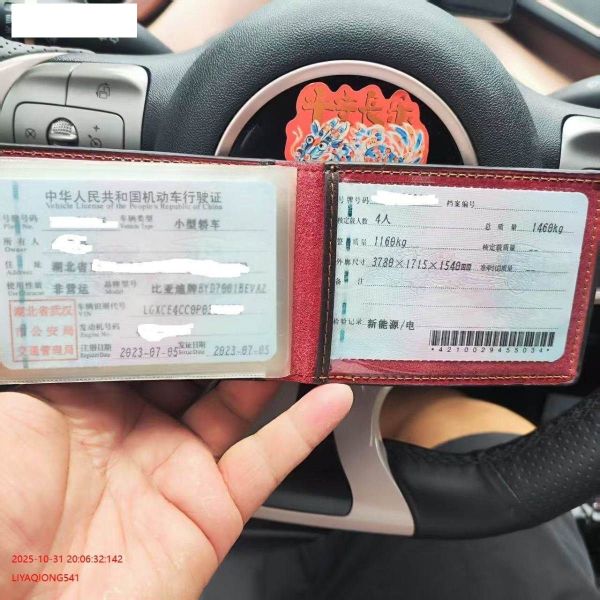 平安长乐
中华人民共和国机动车行驶证
Vehicle License of the People's Republic of China
号牌号码 车辆类型 小型轿车
Plate No. Vehicle Type
所有人
Owner
住址 湖北省
Address
使用性质 非营运 品牌型号 比亚迪牌BYD7001BEVAZ
Use Character Model
车辆识别代号 LGXCE4CC0P0
VIN
湖北省武汉
市公安局
交通管理局
发动机号码
Engine No.
注册日期 2023-07-05 发证日期 2023-07-05
Register Date Issue Date
号牌号码 档案编号
核定载人数 4人 总质量 1460kg
整备质量 1160kg 核定载质量
外廓尺寸 3780×1715×1540mm 准牵引总质量
备注
检验记录 新能源/电
*4210029455034*
2025-10-31 20:06:32:142
LIYAQIONG541